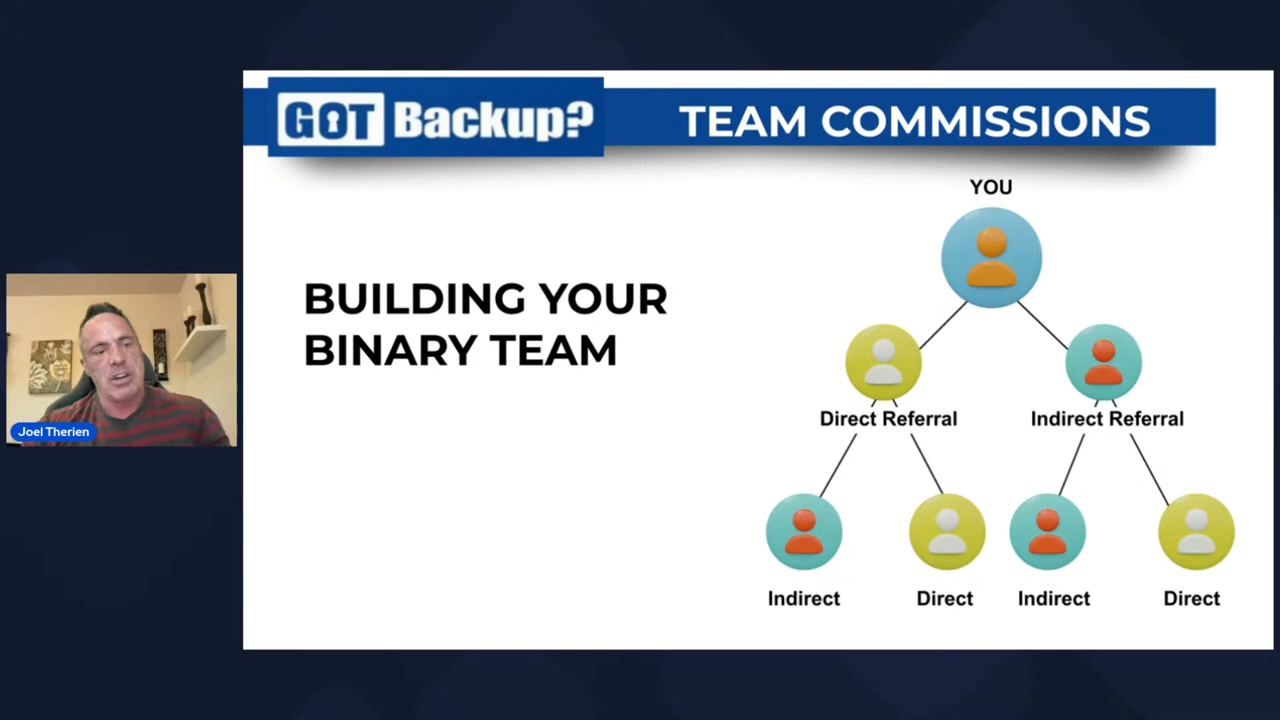 GOT Backup?
TEAM COMMISSIONS
YOU
BUILDING YOUR
BINARY TEAM
Direct Referral
Indirect Referral
Joel Therien
Indirect
Direct
Indirect
Direct